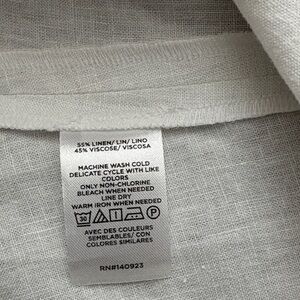 55% LINEN/ LIN/ LINO
45% VISCOSE/ VISCOSA
MACHINE WASH COLD
DELICATE CYCLE WITH LIKE
COLORS
ONLY NON-CHLORINE
BLEACH WHEN NEEDED
LINE DRY
WARM IRON WHEN NEEDED
30 P
AVEC DES COULEURS
SEMBLABLES/ CON
COLORES SIMILARES
RN#140923